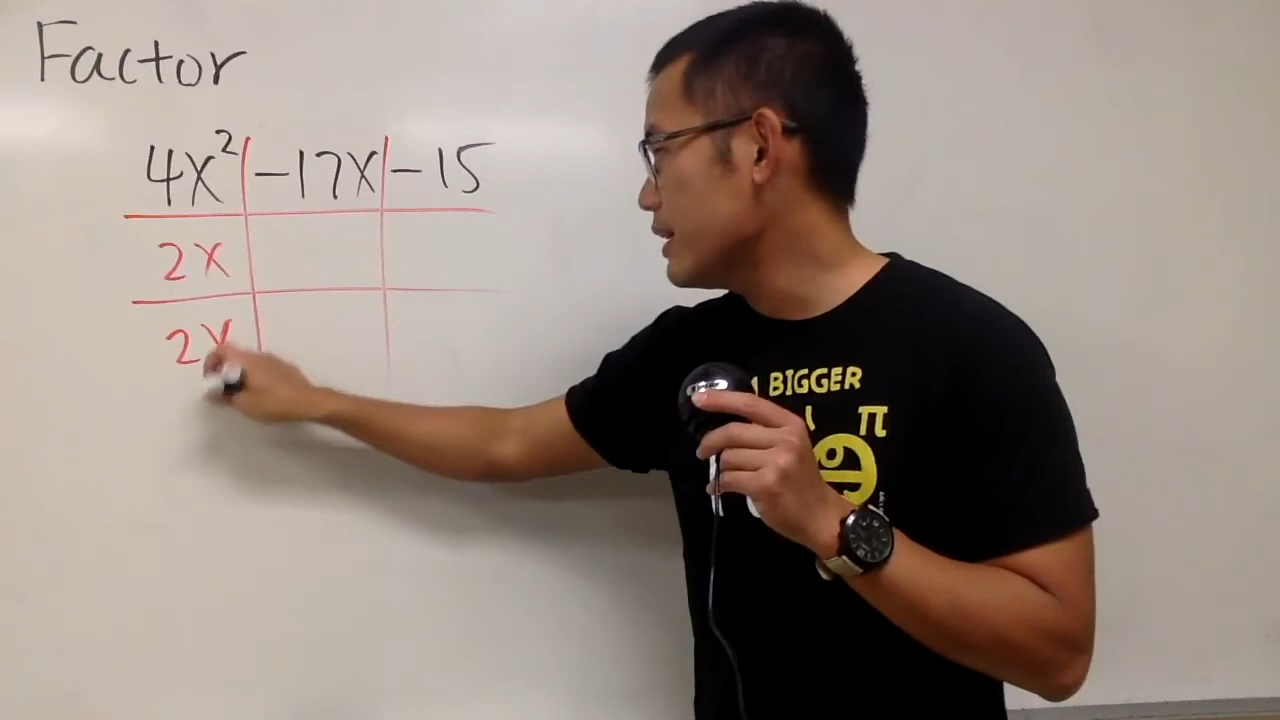 Factor
4x² -17x -15
2x
2x
BIGGER
π